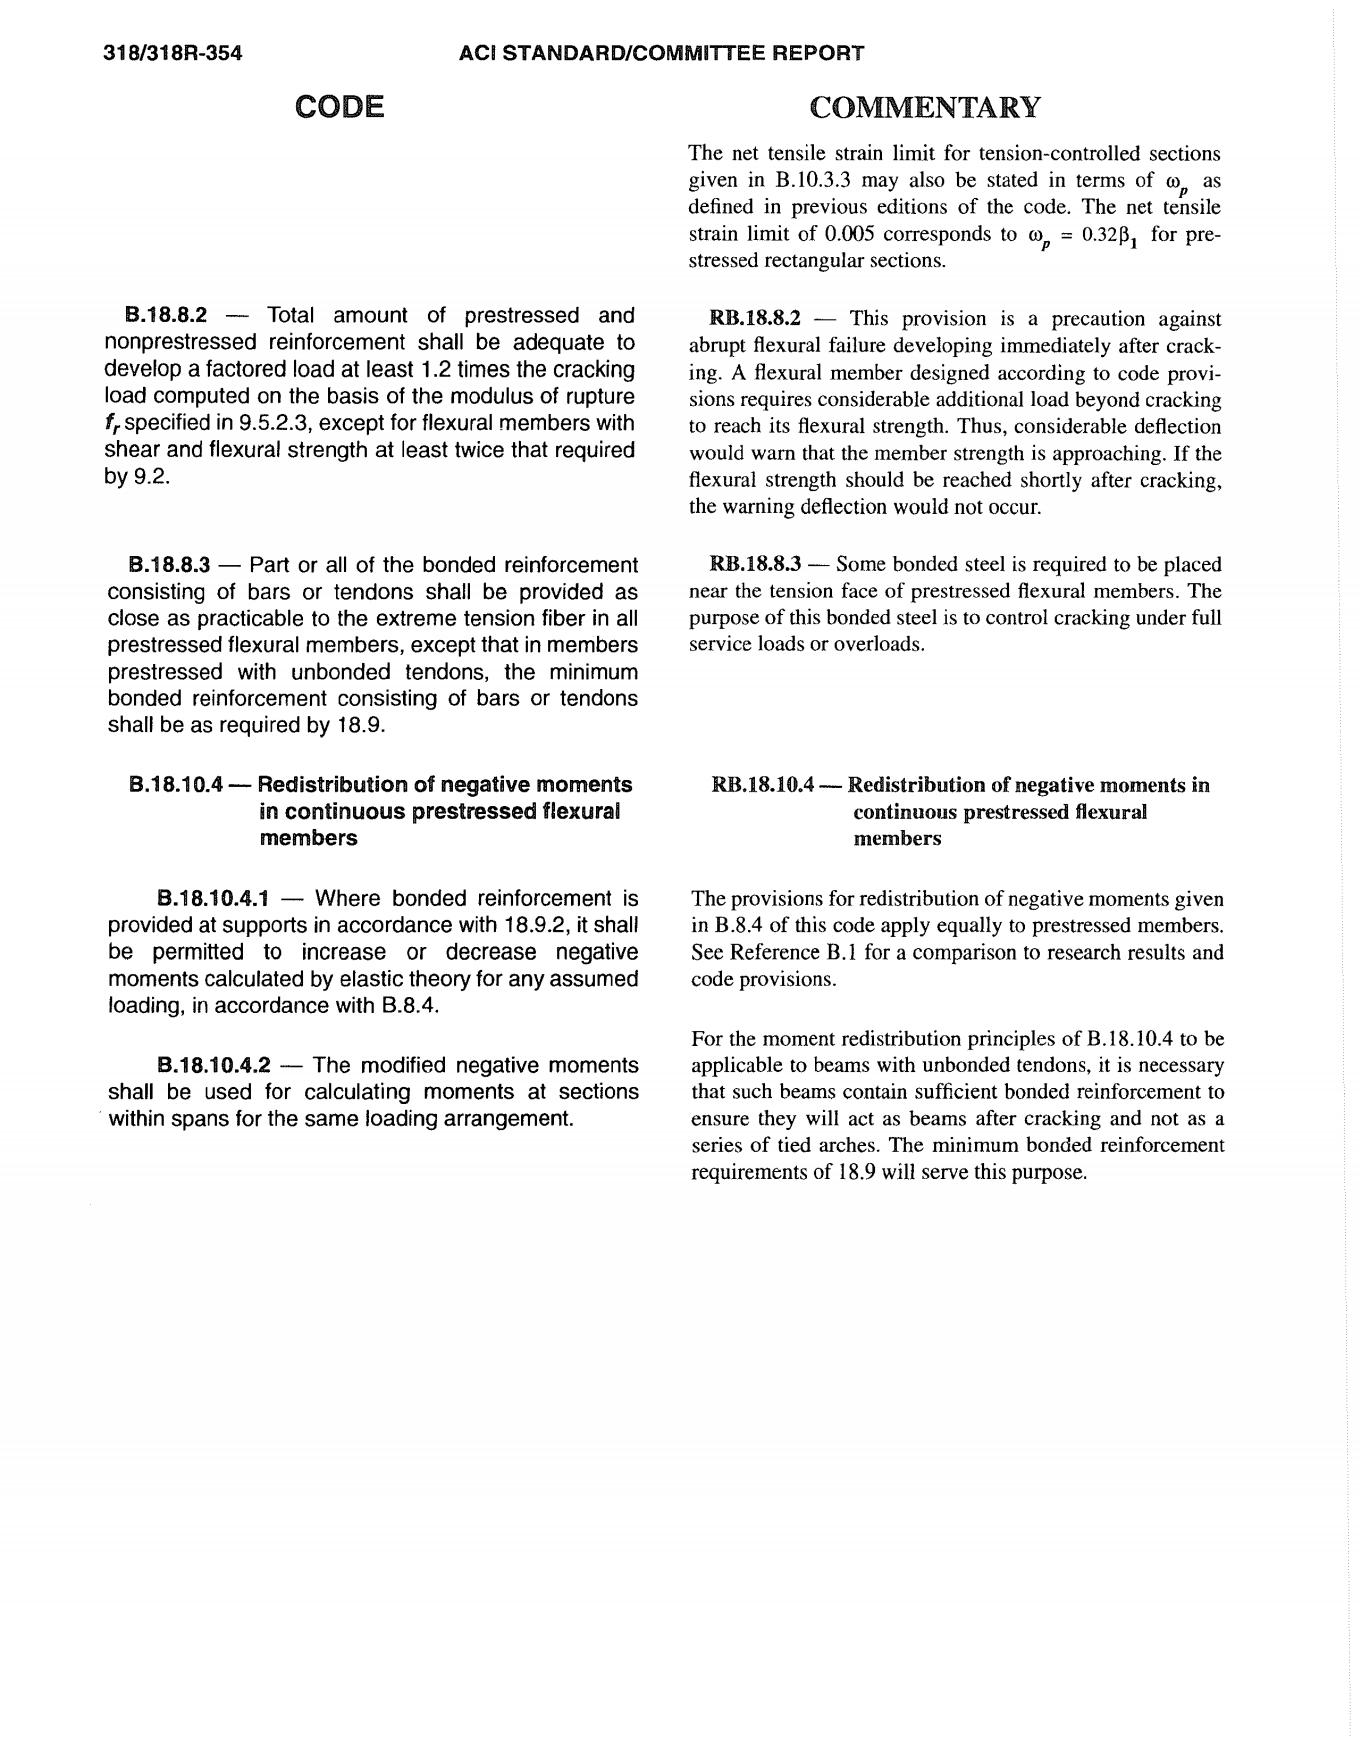 318/318R-354
ACI STANDARD/COMMITTEE REPORT
CODE
B.18.8.2 — Total amount of prestressed and
nonprestressed reinforcement shall be adequate to
develop a factored load at least 1.2 times the cracking
load computed on the basis of the modulus of rupture
fr specified in 9.5.2.3, except for flexural members with
shear and flexural strength at least twice that required
by 9.2.
B.18.8.3 — Part or all of the bonded reinforcement
consisting of bars or tendons shall be provided as
close as practicable to the extreme tension fiber in all
prestressed flexural members, except that in members
prestressed with unbonded tendons, the minimum
bonded reinforcement consisting of bars or tendons
shall be as required by 18.9.
B.18.10.4 — Redistribution of negative moments
in continuous prestressed flexural
members
B.18.10.4.1 — Where bonded reinforcement is
provided at supports in accordance with 18.9.2, it shall
be permitted to increase or decrease negative
moments calculated by elastic theory for any assumed
loading, in accordance with B.8.4.
B.18.10.4.2 — The modified negative moments
shall be used for calculating moments at sections
within spans for the same loading arrangement.
COMMENTARY
The net tensile strain limit for tension-controlled sections
given in B.10.3.3 may also be stated in terms of ωp as
defined in previous editions of the code. The net tensile
strain limit of 0.005 corresponds to ωp = 0.32β1 for pre-
stressed rectangular sections.
RB.18.8.2 — This provision is a precaution against
abrupt flexural failure developing immediately after crack-
ing. A flexural member designed according to code provi-
sions requires considerable additional load beyond cracking
to reach its flexural strength. Thus, considerable deflection
would warn that the member strength is approaching. If the
flexural strength should be reached shortly after cracking,
the warning deflection would not occur.
RB.18.8.3 — Some bonded steel is required to be placed
near the tension face of prestressed flexural members. The
purpose of this bonded steel is to control cracking under full
service loads or overloads.
RB.18.10.4 — Redistribution of negative moments in
continuous prestressed flexural
members
The provisions for redistribution of negative moments given
in B.8.4 of this code apply equally to prestressed members.
See Reference B.1 for a comparison to research results and
code provisions.
For the moment redistribution principles of B.18.10.4 to be
applicable to beams with unbonded tendons, it is necessary
that such beams contain sufficient bonded reinforcement to
ensure they will act as beams after cracking and not as a
series of tied arches. The minimum bonded reinforcement
requirements of 18.9 will serve this purpose.